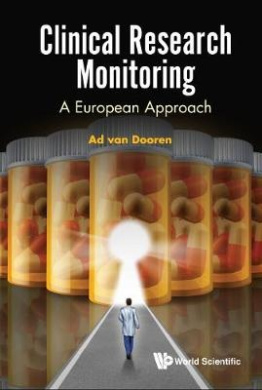 Clinical Research
Monitoring
A European Approach
Ad van Dooren
World Scientific